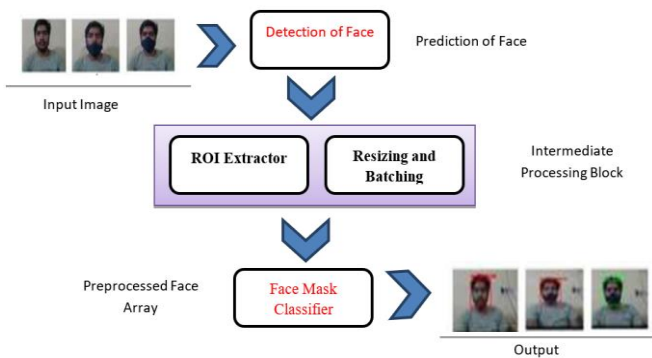 Detection of Face
Prediction of Face
Input Image
ROI Extractor
Resizing and
Batching
Intermediate
Processing Block
Preprocessed Face
Array
Face Mask
Classifier
Output